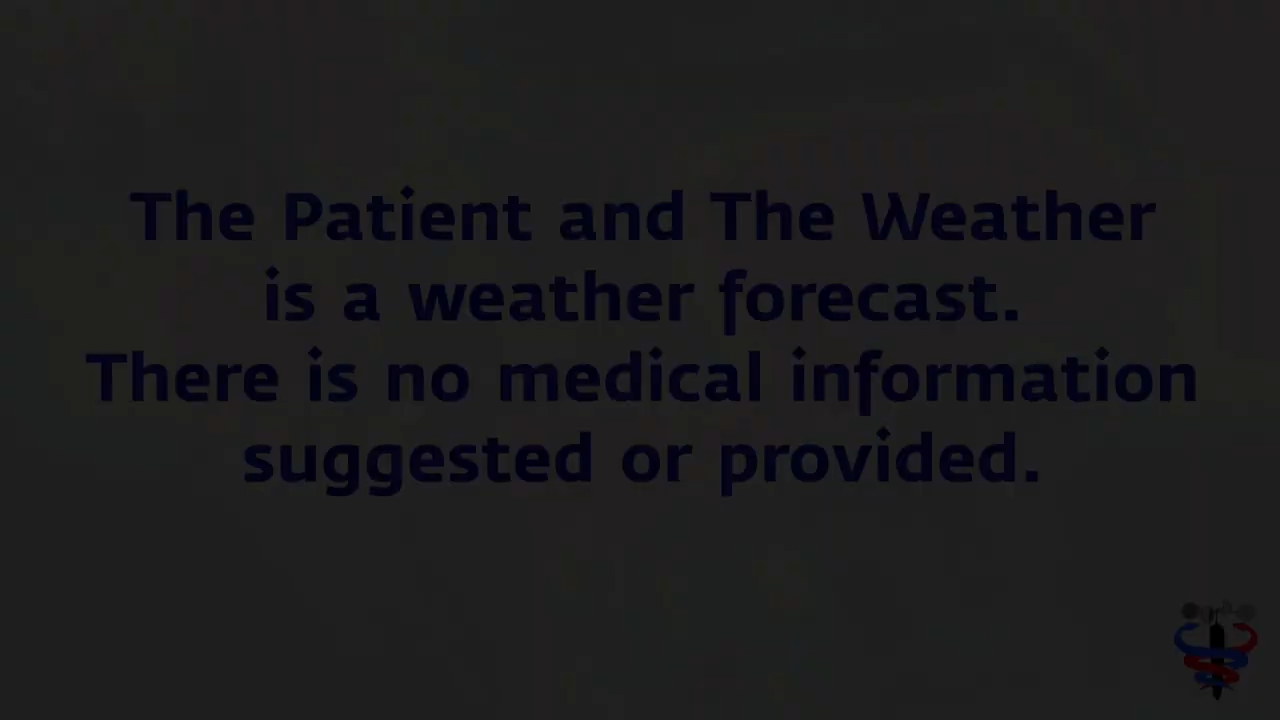 The Patient and The Weather
is a weather forecast.
There is no medical information
suggested or provided.